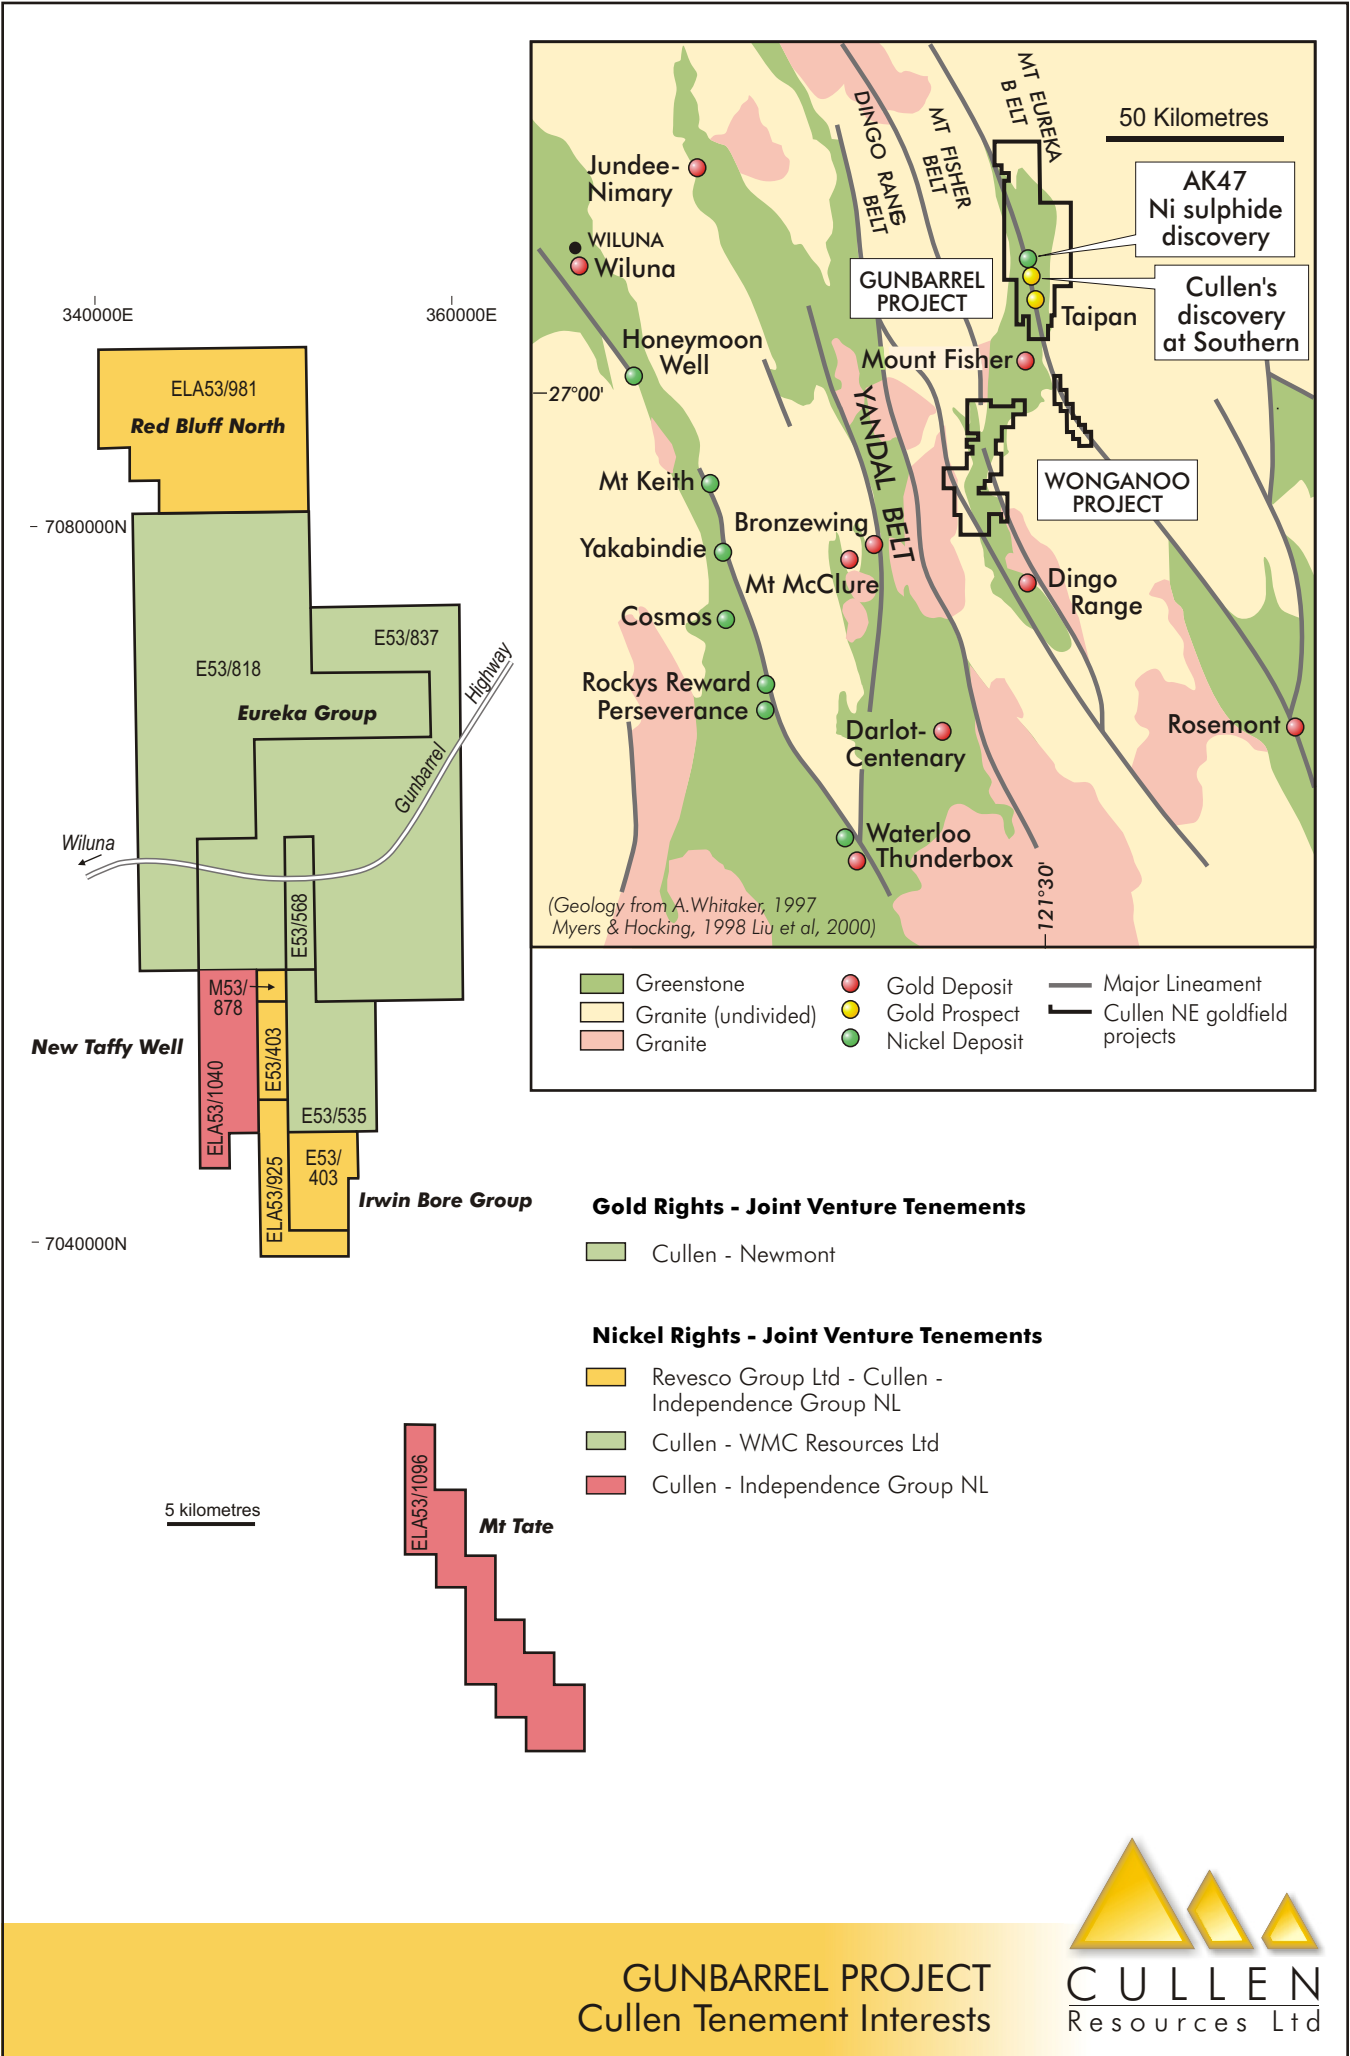 MT EUREKA
B ELT
DINGO RANG
BELT
MT FISHER
BELT
50 Kilometres
Jundee-
Nimary
WILUNA
Wiluna
AK47
Ni sulphide
discovery
GUNBARREL
PROJECT
Cullen's
discovery
at Southern
Taipan
Honeymoon
Well
Mount Fisher
27°00'
YANDAL BELT
WONGANOO
PROJECT
Mt Keith
Bronzewing
Yakabindie
Mt McClure
Dingo
Range
Cosmos
Rockys Reward
Perseverance
Darlot-
Centenary
Rosemont
Waterloo
Thunderbox
121°30'
(Geology from A.Whitaker, 1997
Myers & Hocking, 1998 Liu et al, 2000)
Greenstone
Granite (undivided)
Granite
Gold Deposit
Gold Prospect
Nickel Deposit
Major Lineament
Cullen NE goldfield
projects
340000E
360000E
ELA53/981
Red Bluff North
7080000N
E53/837
E53/818
Eureka Group
Gunbarrel Highway
Wiluna
E53/568
M53/
878
New Taffy Well
E53/403
ELA53/1040
E53/535
E53/
403
ELA53/925
Irwin Bore Group
7040000N
Gold Rights - Joint Venture Tenements
Cullen - Newmont
Nickel Rights - Joint Venture Tenements
Revesco Group Ltd - Cullen -
Independence Group NL
Cullen - WMC Resources Ltd
Cullen - Independence Group NL
ELA53/1096
Mt Tate
5 kilometres
GUNBARREL PROJECT
Cullen Tenement Interests
CULLEN
Resources Ltd